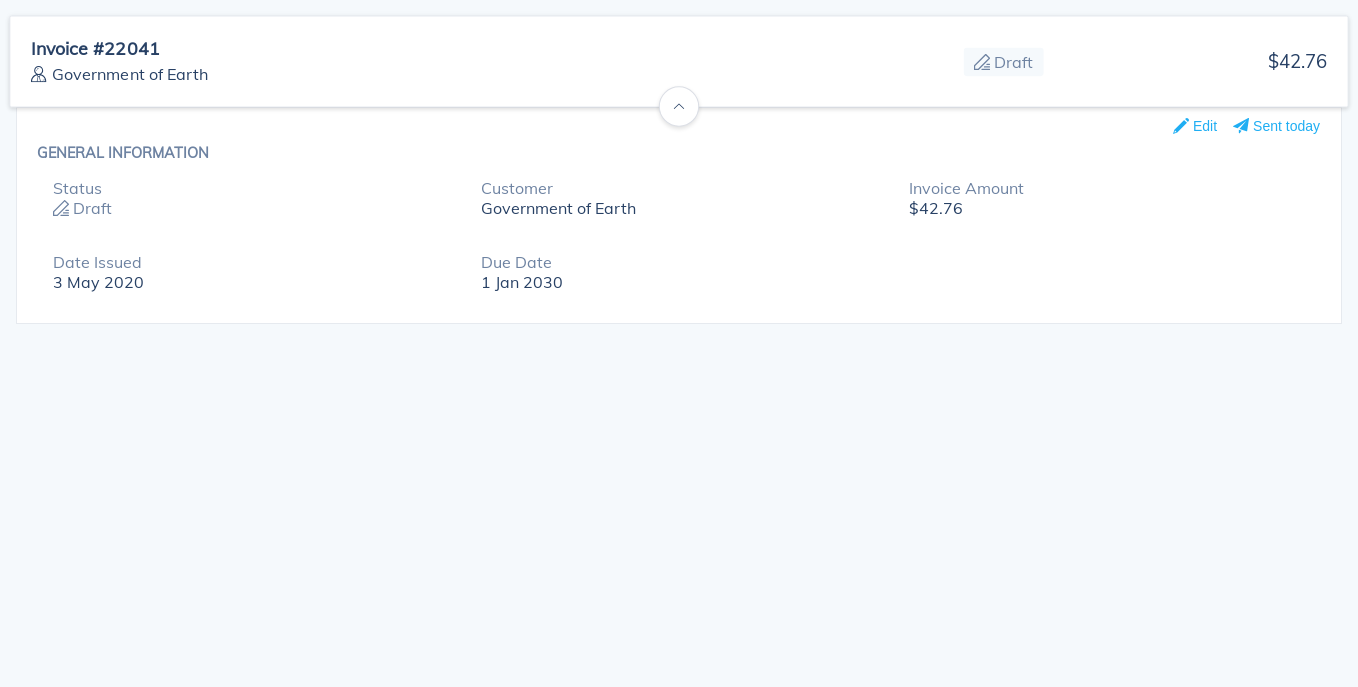 Invoice #22041
Government of Earth
Draft
$42.76
Edit
Sent today
GENERAL INFORMATION
Status
Draft
Customer
Government of Earth
Invoice Amount
$42.76
Date Issued
3 May 2020
Due Date
1 Jan 2030